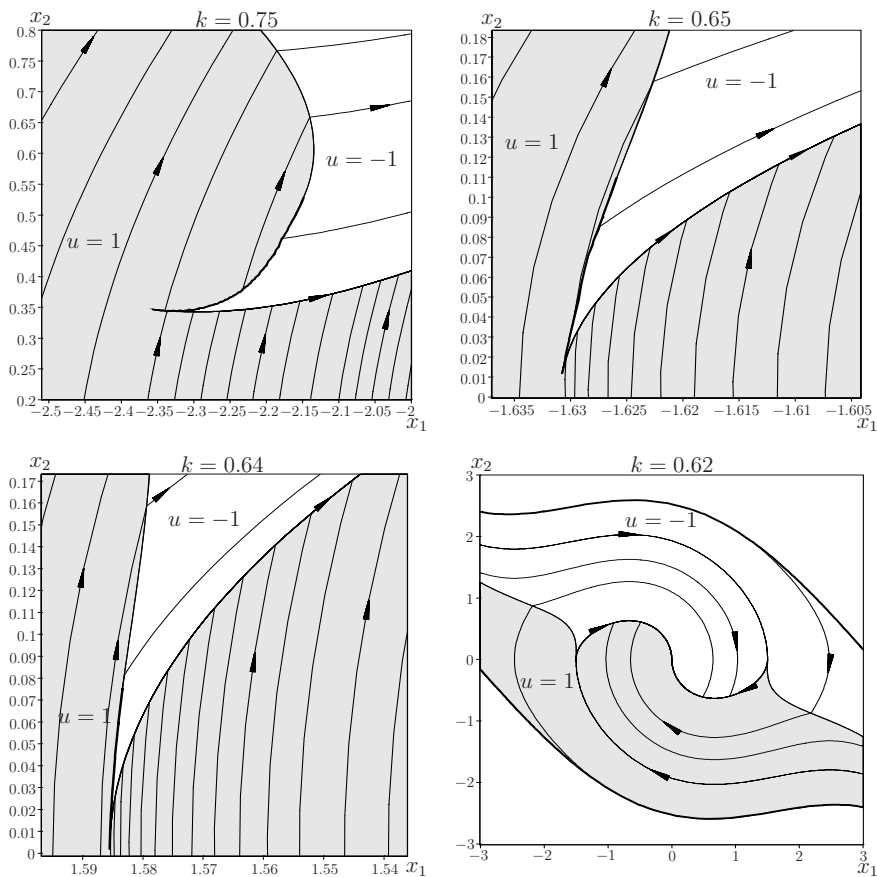 x₂
k = 0.75
0.8
0.75
0.7
0.65
0.6
0.55
0.5
0.45
0.4
0.35
0.3
0.25
0.2
u = 1
u = −1
−2.5 −2.45 −2.4 −2.35 −2.3 −2.25 −2.2 −2.15 −2.1 −2.05 −2
x₁
x₂
k = 0.65
0.18
0.17
0.16
0.15
0.14
0.13
0.12
0.11
0.1
0.09
0.08
0.07
0.06
0.05
0.04
0.03
0.02
0.01
0
u = −1
u = 1
−1.635 −1.63 −1.625 −1.62 −1.615 −1.61 −1.605
x₁
x₂
k = 0.64
0.17
0.16
0.15
0.14
0.13
0.12
0.11
0.1
0.09
0.08
0.07
0.06
0.05
0.04
0.03
0.02
0.01
0
u = −1
u = 1
1.59 1.58 1.57 1.56 1.55 1.54
x₁
x₂
k = 0.62
3
2
1
0
−1
−2
−3
u = −1
u = 1
−3 −2 −1 0 1 2 3
x₁